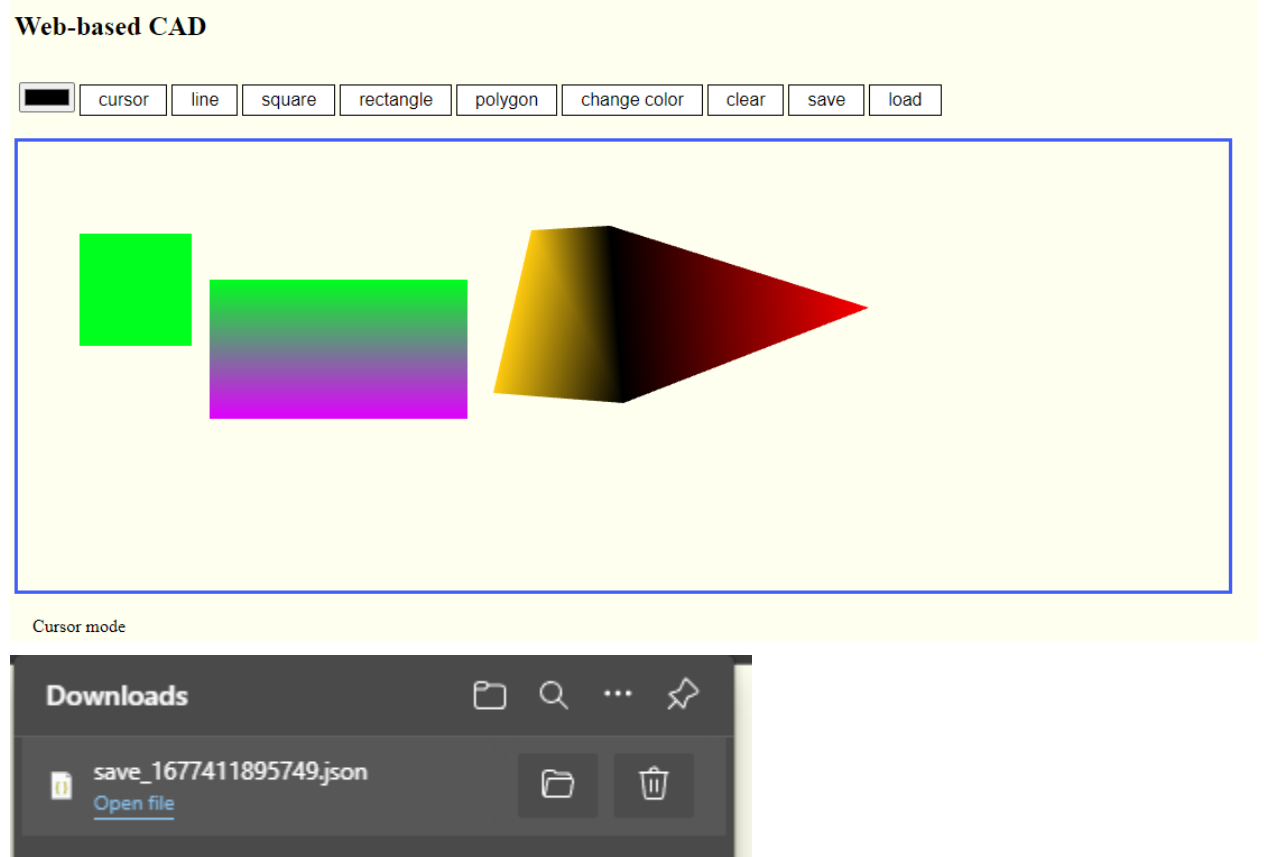 Web-based CAD
cursor line square rectangle polygon change color clear save load
Cursor mode
Downloads
save_1677411895749.json
Open file